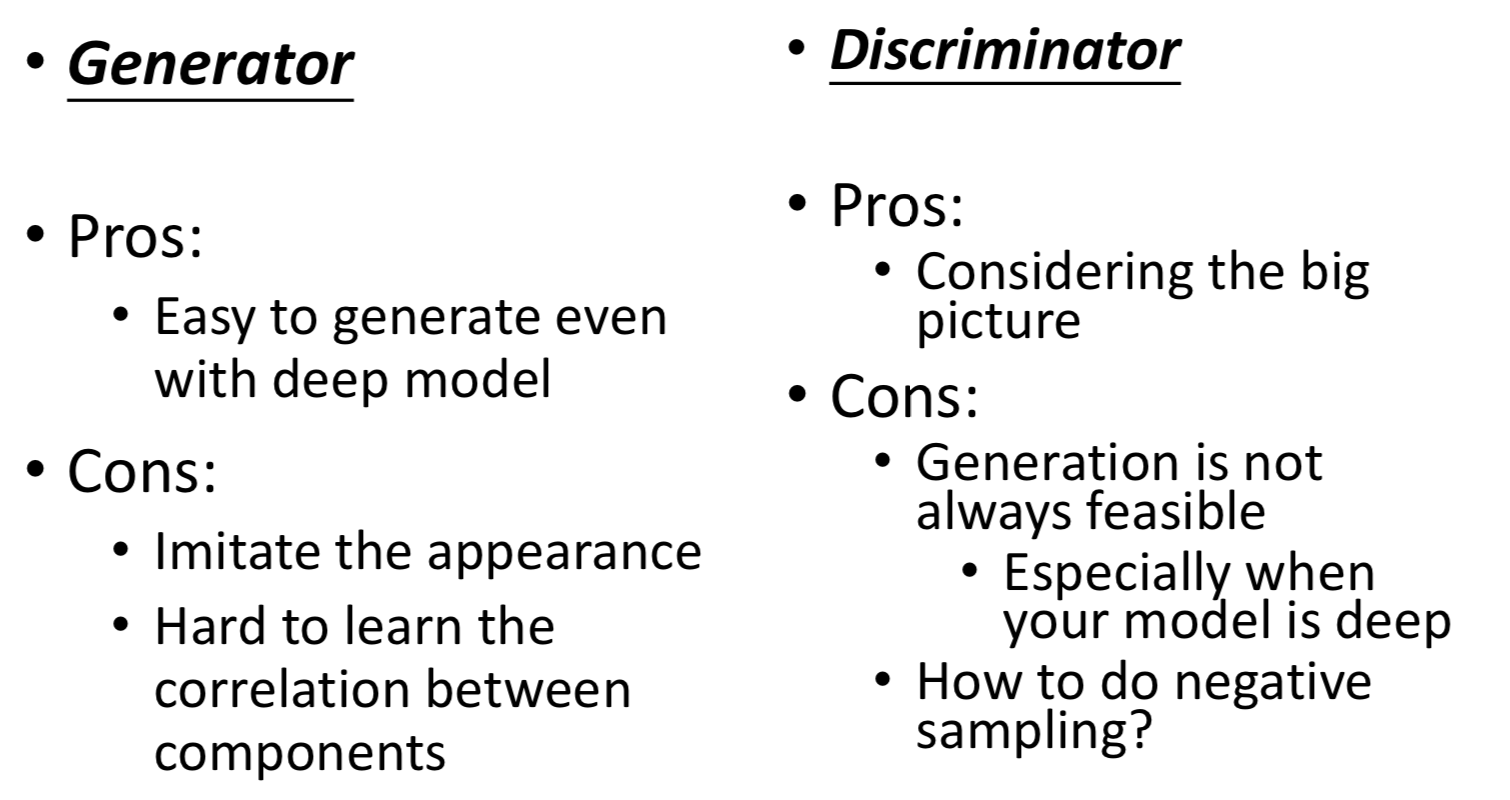 • Generator
• Pros:
• Easy to generate even
with deep model
• Cons:
• Imitate the appearance
• Hard to learn the
correlation between
components
• Discriminator
• Pros:
• Considering the big
picture
• Cons:
• Generation is not
always feasible
• Especially when
your model is deep
• How to do negative
sampling?